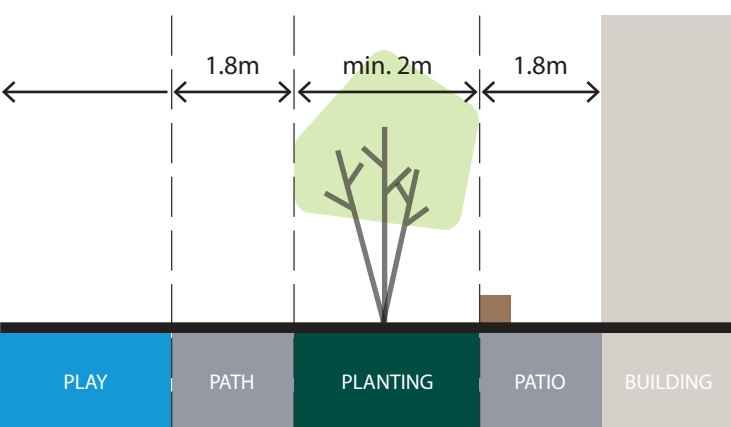 1.8m
min. 2m
1.8m
PLAY
PATH
PLANTING
PATIO
BUILDING